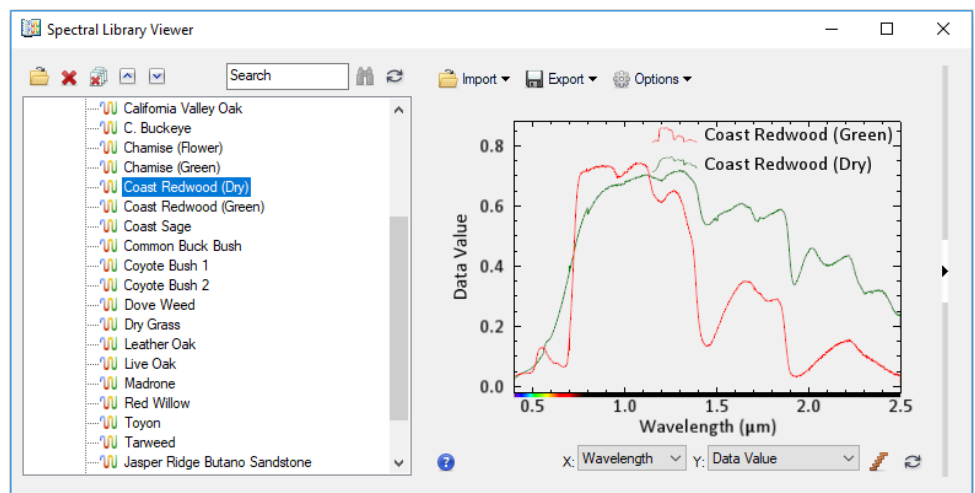 Spectral Library Viewer
Search
Import
Export
Options
California Valley Oak
C. Buckeye
Chamise (Flower)
Chamise (Green)
Coast Redwood (Dry)
Coast Redwood (Green)
Coast Sage
Common Buck Bush
Coyote Bush 1
Coyote Bush 2
Dove Weed
Dry Grass
Leather Oak
Live Oak
Madrone
Red Willow
Toyon
Tarweed
Jasper Ridge Butano Sandstone
Coast Redwood (Green)
Coast Redwood (Dry)
Data Value
0.8
0.6
0.4
0.2
0.0
0.5 1.0 1.5 2.0 2.5
Wavelength (μm)
X: Wavelength Y: Data Value